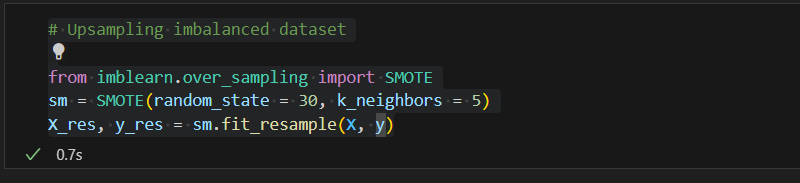 # Upsampling imbalanced dataset
from imblearn.over_sampling import SMOTE
sm = SMOTE(random_state = 30, k_neighbors = 5)
X_res, y_res = sm.fit_resample(X, y)
0.7s